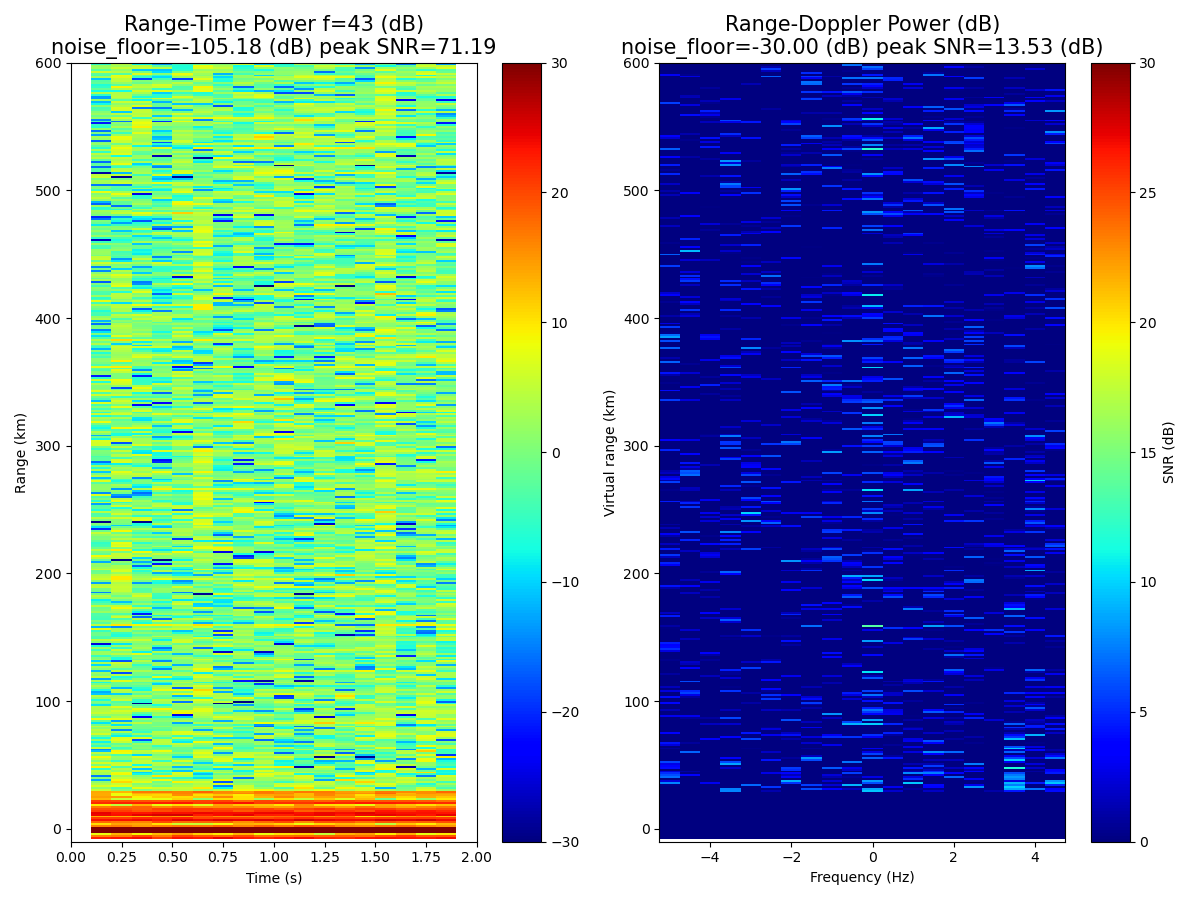 Range-Time Power f=43 (dB)
noise_floor=-105.18 (dB) peak SNR=71.19
Range (km)
600
500
400
300
200
100
0
0.00 0.25 0.50 0.75 1.00 1.25 1.50 1.75 2.00
Time (s)
30
20
10
0
−10
−20
−30
Range-Doppler Power (dB)
noise_floor=-30.00 (dB) peak SNR=13.53 (dB)
Virtual range (km)
600
500
400
300
200
100
0
−4 −2 0 2 4
Frequency (Hz)
30
25
20
15
10
5
0
SNR (dB)